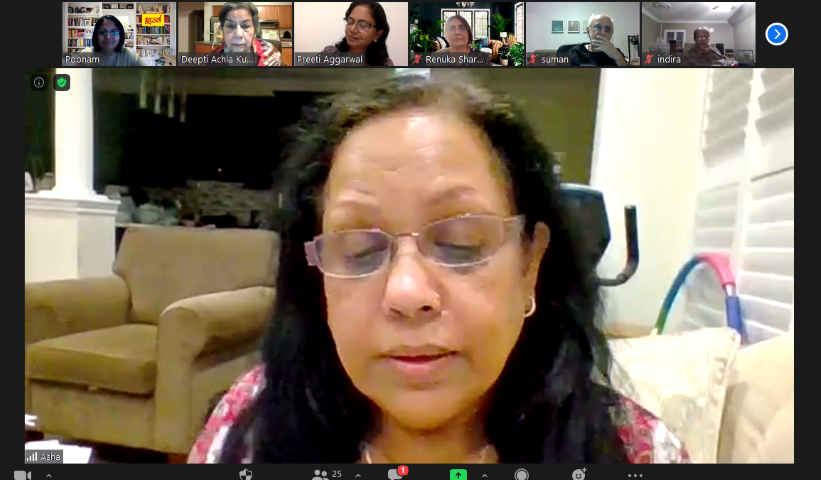 Poonam
Deepti Achla Ku...
Preeti Aggarwal
Renuka Shar...
suman
indira
Asha
25
1